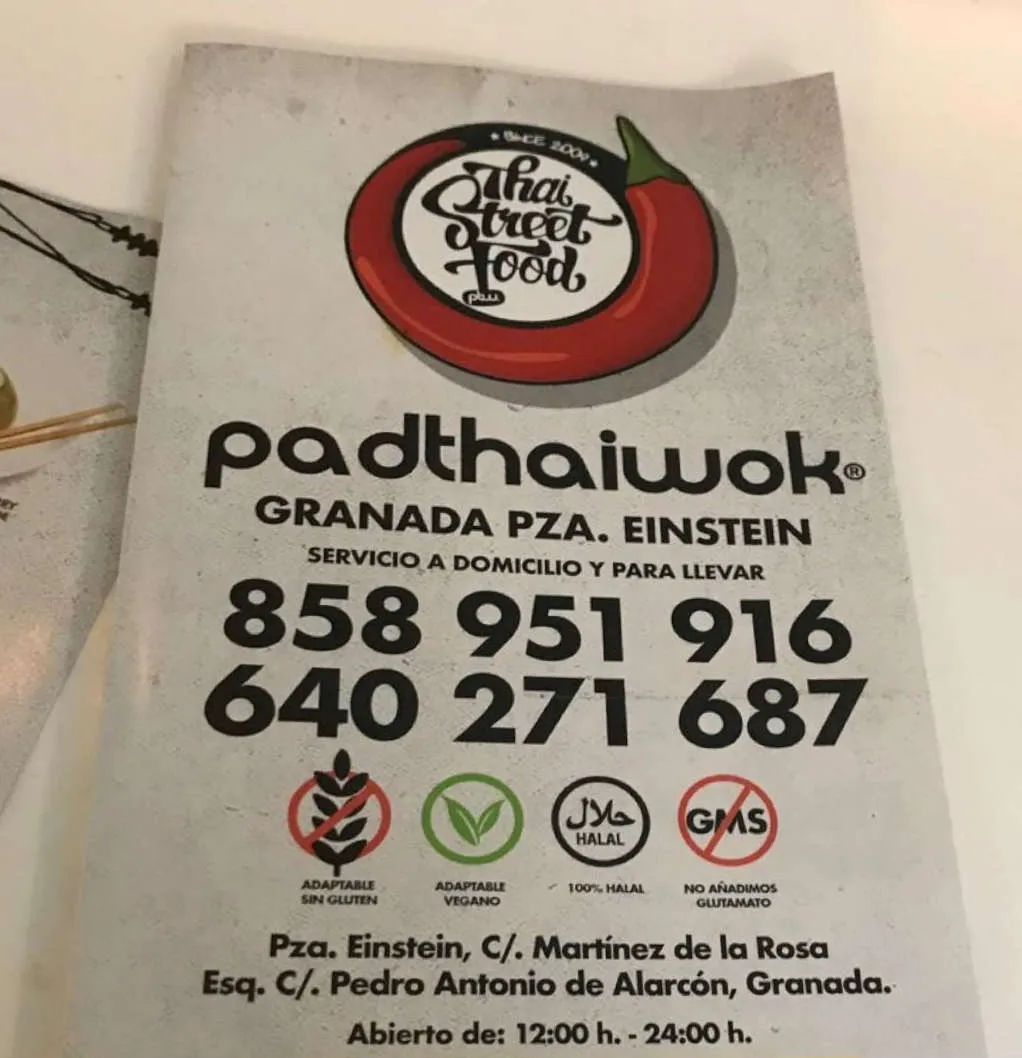 ★ SINCE 2009 ★
Thai
Street
Food
ptw
padthaiwok®
GRANADA PZA. EINSTEIN
SERVICIO A DOMICILIO Y PARA LLEVAR
858 951 916
640 271 687
حلال
HALAL
GMS
ADAPTABLE
SIN GLUTEN
ADAPTABLE
VEGANO
100% HALAL
NO AÑADIMOS
GLUTAMATO
Pza. Einstein, C/. Martínez de la Rosa
Esq. C/. Pedro Antonio de Alarcón, Granada.
Abierto de: 12:00 h. - 24:00 h.